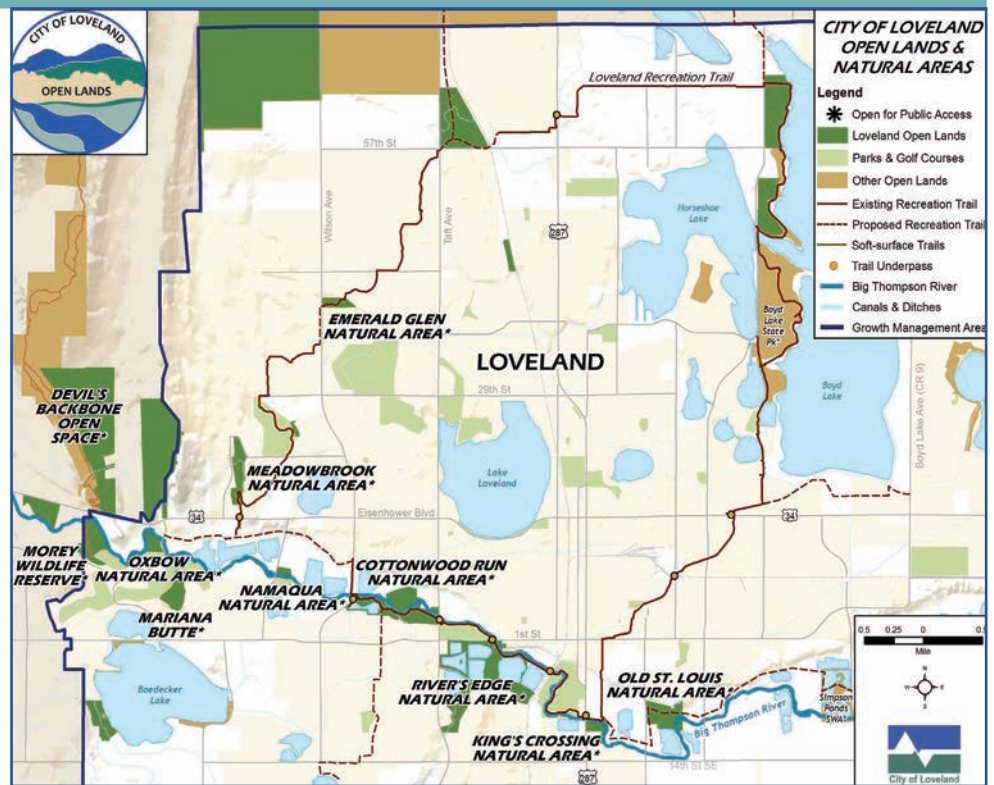 CITY OF LOVELAND
OPEN LANDS
CITY OF LOVELAND
OPEN LANDS &
NATURAL AREAS
Legend
Open for Public Access
Loveland Open Lands
Parks & Golf Courses
Other Open Lands
Existing Recreation Trail
Proposed Recreation Trail
Soft-surface Trails
Trail Underpass
Big Thompson River
Canals & Ditches
Growth Management Area
Loveland Recreation Trail
57th St
Wilson Ave
Taft Ave
287
Horseshoe
Lake
EMERALD GLEN
NATURAL AREA*
Boyd
Lake
State
Pk*
LOVELAND
DEVIL'S
BACKBONE
OPEN
SPACE*
29th St
Boyd
Lake
Boyd Lake Ave (CR 9)
Lake
Loveland
MEADOWBROOK
NATURAL AREA*
34
Eisenhower Blvd
34
MOREY
WILDLIFE
RESERVE*
OXBOW
NATURAL AREA*
COTTONWOOD RUN
NATURAL AREA*
NAMAQUA
NATURAL AREA*
MARIANA
BUTTE*
1st St
Boedecker
Lake
RIVER'S EDGE
NATURAL AREA*
OLD ST. LOUIS
NATURAL AREA*
Simpson
Ponds
SWA*
Big Thompson River
KING'S CROSSING
NATURAL AREA*
14th St SE
287
0.5 0.25 0 0.5
Mile
N
W E
S
City of Loveland